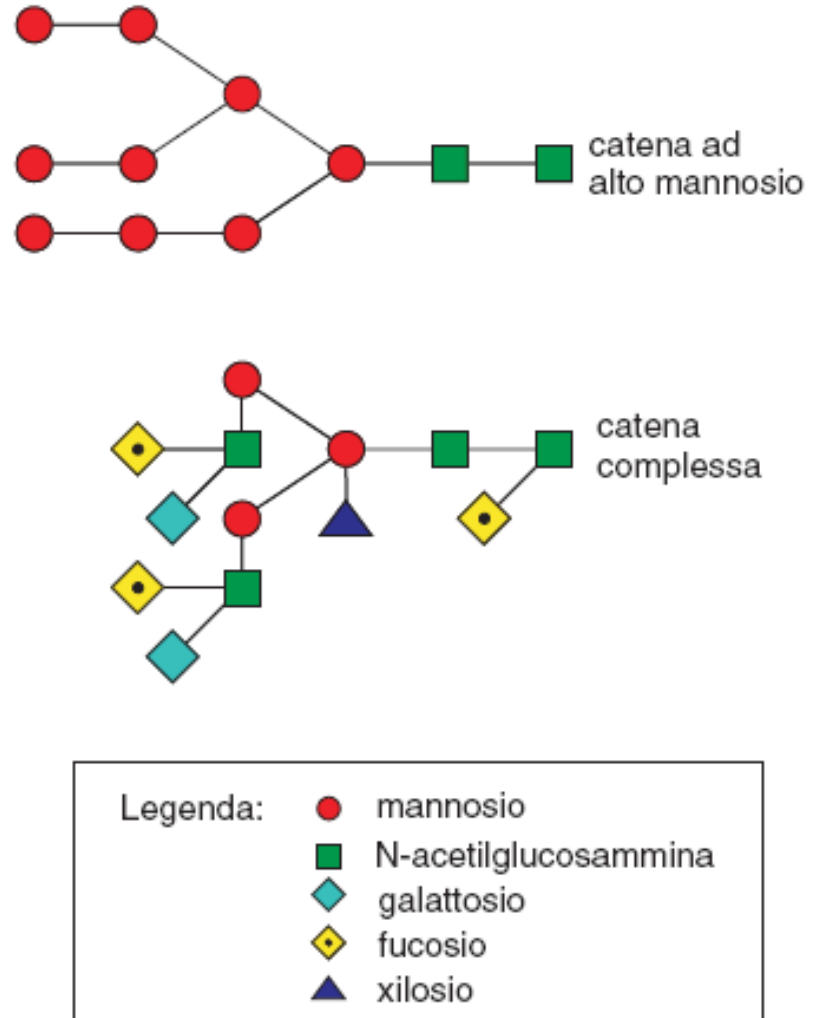 catena ad
alto mannosio
catena
complessa
Legenda:
mannosio
N-acetilglucosammina
galattosio
fucosio
xilosio